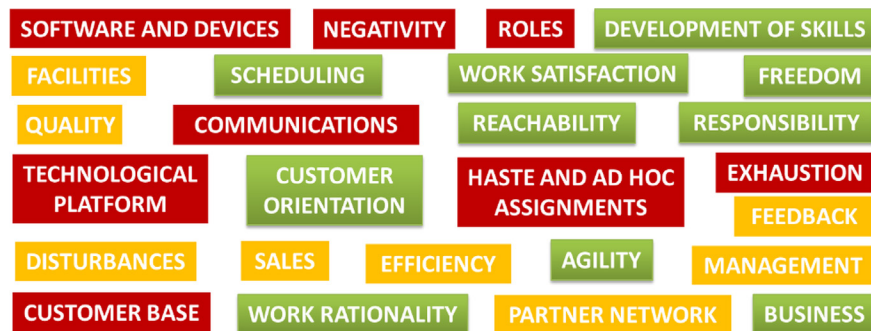 SOFTWARE AND DEVICES NEGATIVITY ROLES DEVELOPMENT OF SKILLS
FACILITIES SCHEDULING WORK SATISFACTION FREEDOM
QUALITY COMMUNICATIONS REACHABILITY RESPONSIBILITY
TECHNOLOGICAL
PLATFORM
CUSTOMER
ORIENTATION
HASTE AND AD HOC
ASSIGNMENTS
EXHAUSTION
FEEDBACK
DISTURBANCES SALES EFFICIENCY AGILITY MANAGEMENT
CUSTOMER BASE WORK RATIONALITY PARTNER NETWORK BUSINESS